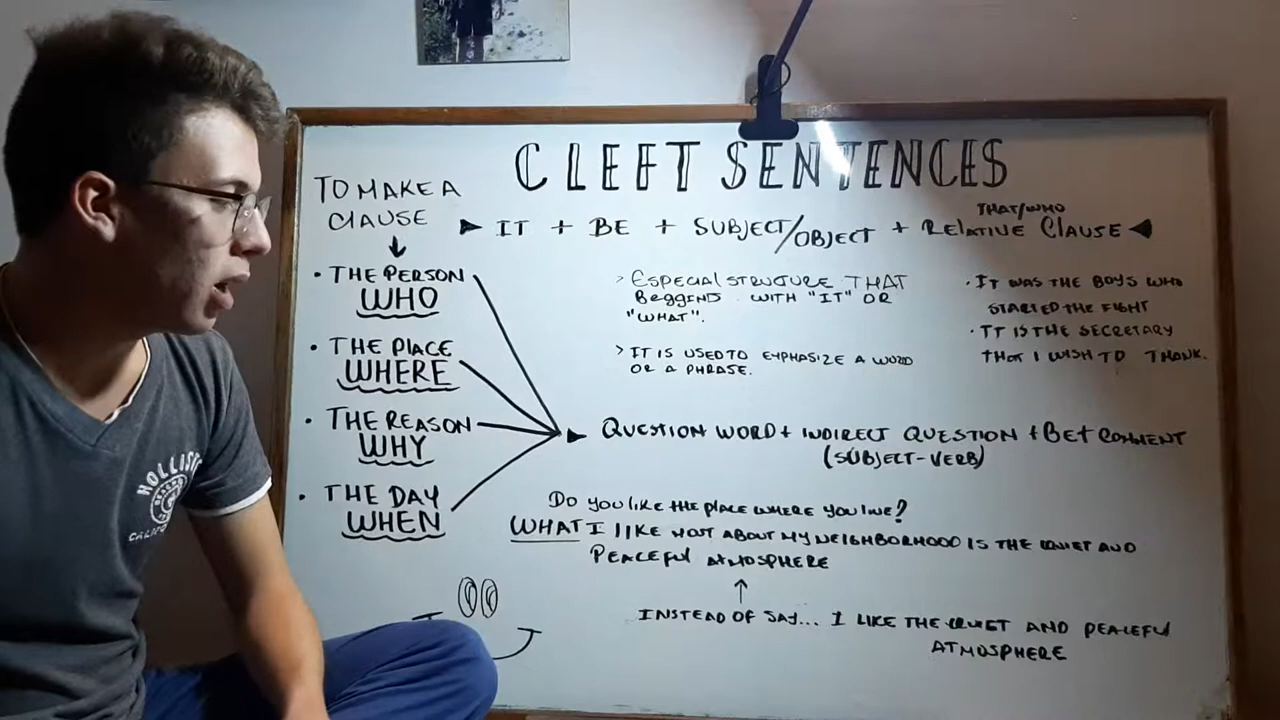 CLEFT SENTENCES
TO MAKE A
CLAUSE
THAT/WHO
► IT + BE + SUBJECT/OBJECT + RELATIVE CLAUSE ◄
• THE PERSON
WHO
• THE PLACE
WHERE
• THE REASON
WHY
• THE DAY
WHEN
> ESPECIAL STRUCTURE THAT
BEGGINS WITH "IT" OR
"WHAT".
> IT IS USED TO EMPHASIZE A WORD
OR A PHRASE.
• IT WAS THE BOYS WHO
STARTED THE FIGHT
• IT IS THE SECRETARY
THAT I WISH TO THANK.
► QUESTION WORD + INDIRECT QUESTION + BE + COMMENT
(SUBJECT-VERB)
DO YOU LIKE THE PLACE WHERE YOU LIVE?
WHAT I LIKE MOST ABOUT MY NEIGHBORHOOD IS THE QUIET AND
PEACEFUL ATMOSPHERE
INSTEAD OF SAY... I LIKE THE QUIET AND PEACEFUL
ATMOSPHERE
HOLLISTER